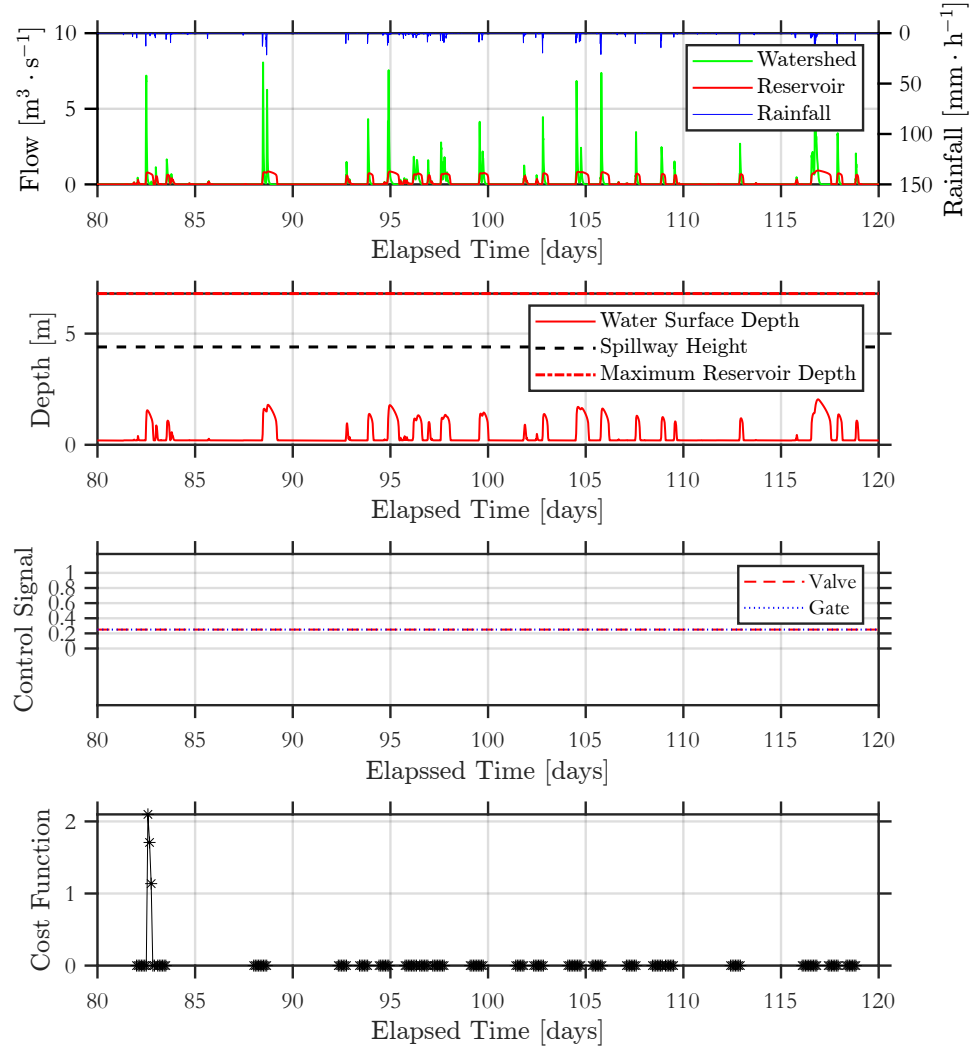 10
5
0
Flow [m³ · s⁻¹]
0
50
100
150
Rainfall [mm · h⁻¹]
Watershed
Reservoir
Rainfall
80 85 90 95 100 105 110 115 120
Elapsed Time [days]
5
0
Depth [m]
Water Surface Depth
Spillway Height
Maximum Reservoir Depth
80 85 90 95 100 105 110 115 120
Elapsed Time [days]
1
0.8
0.6
0.4
0.2
0
Control Signal
Valve
Gate
80 85 90 95 100 105 110 115 120
Elapssed Time [days]
2
1
0
Cost Function
80 85 90 95 100 105 110 115 120
Elapsed Time [days]